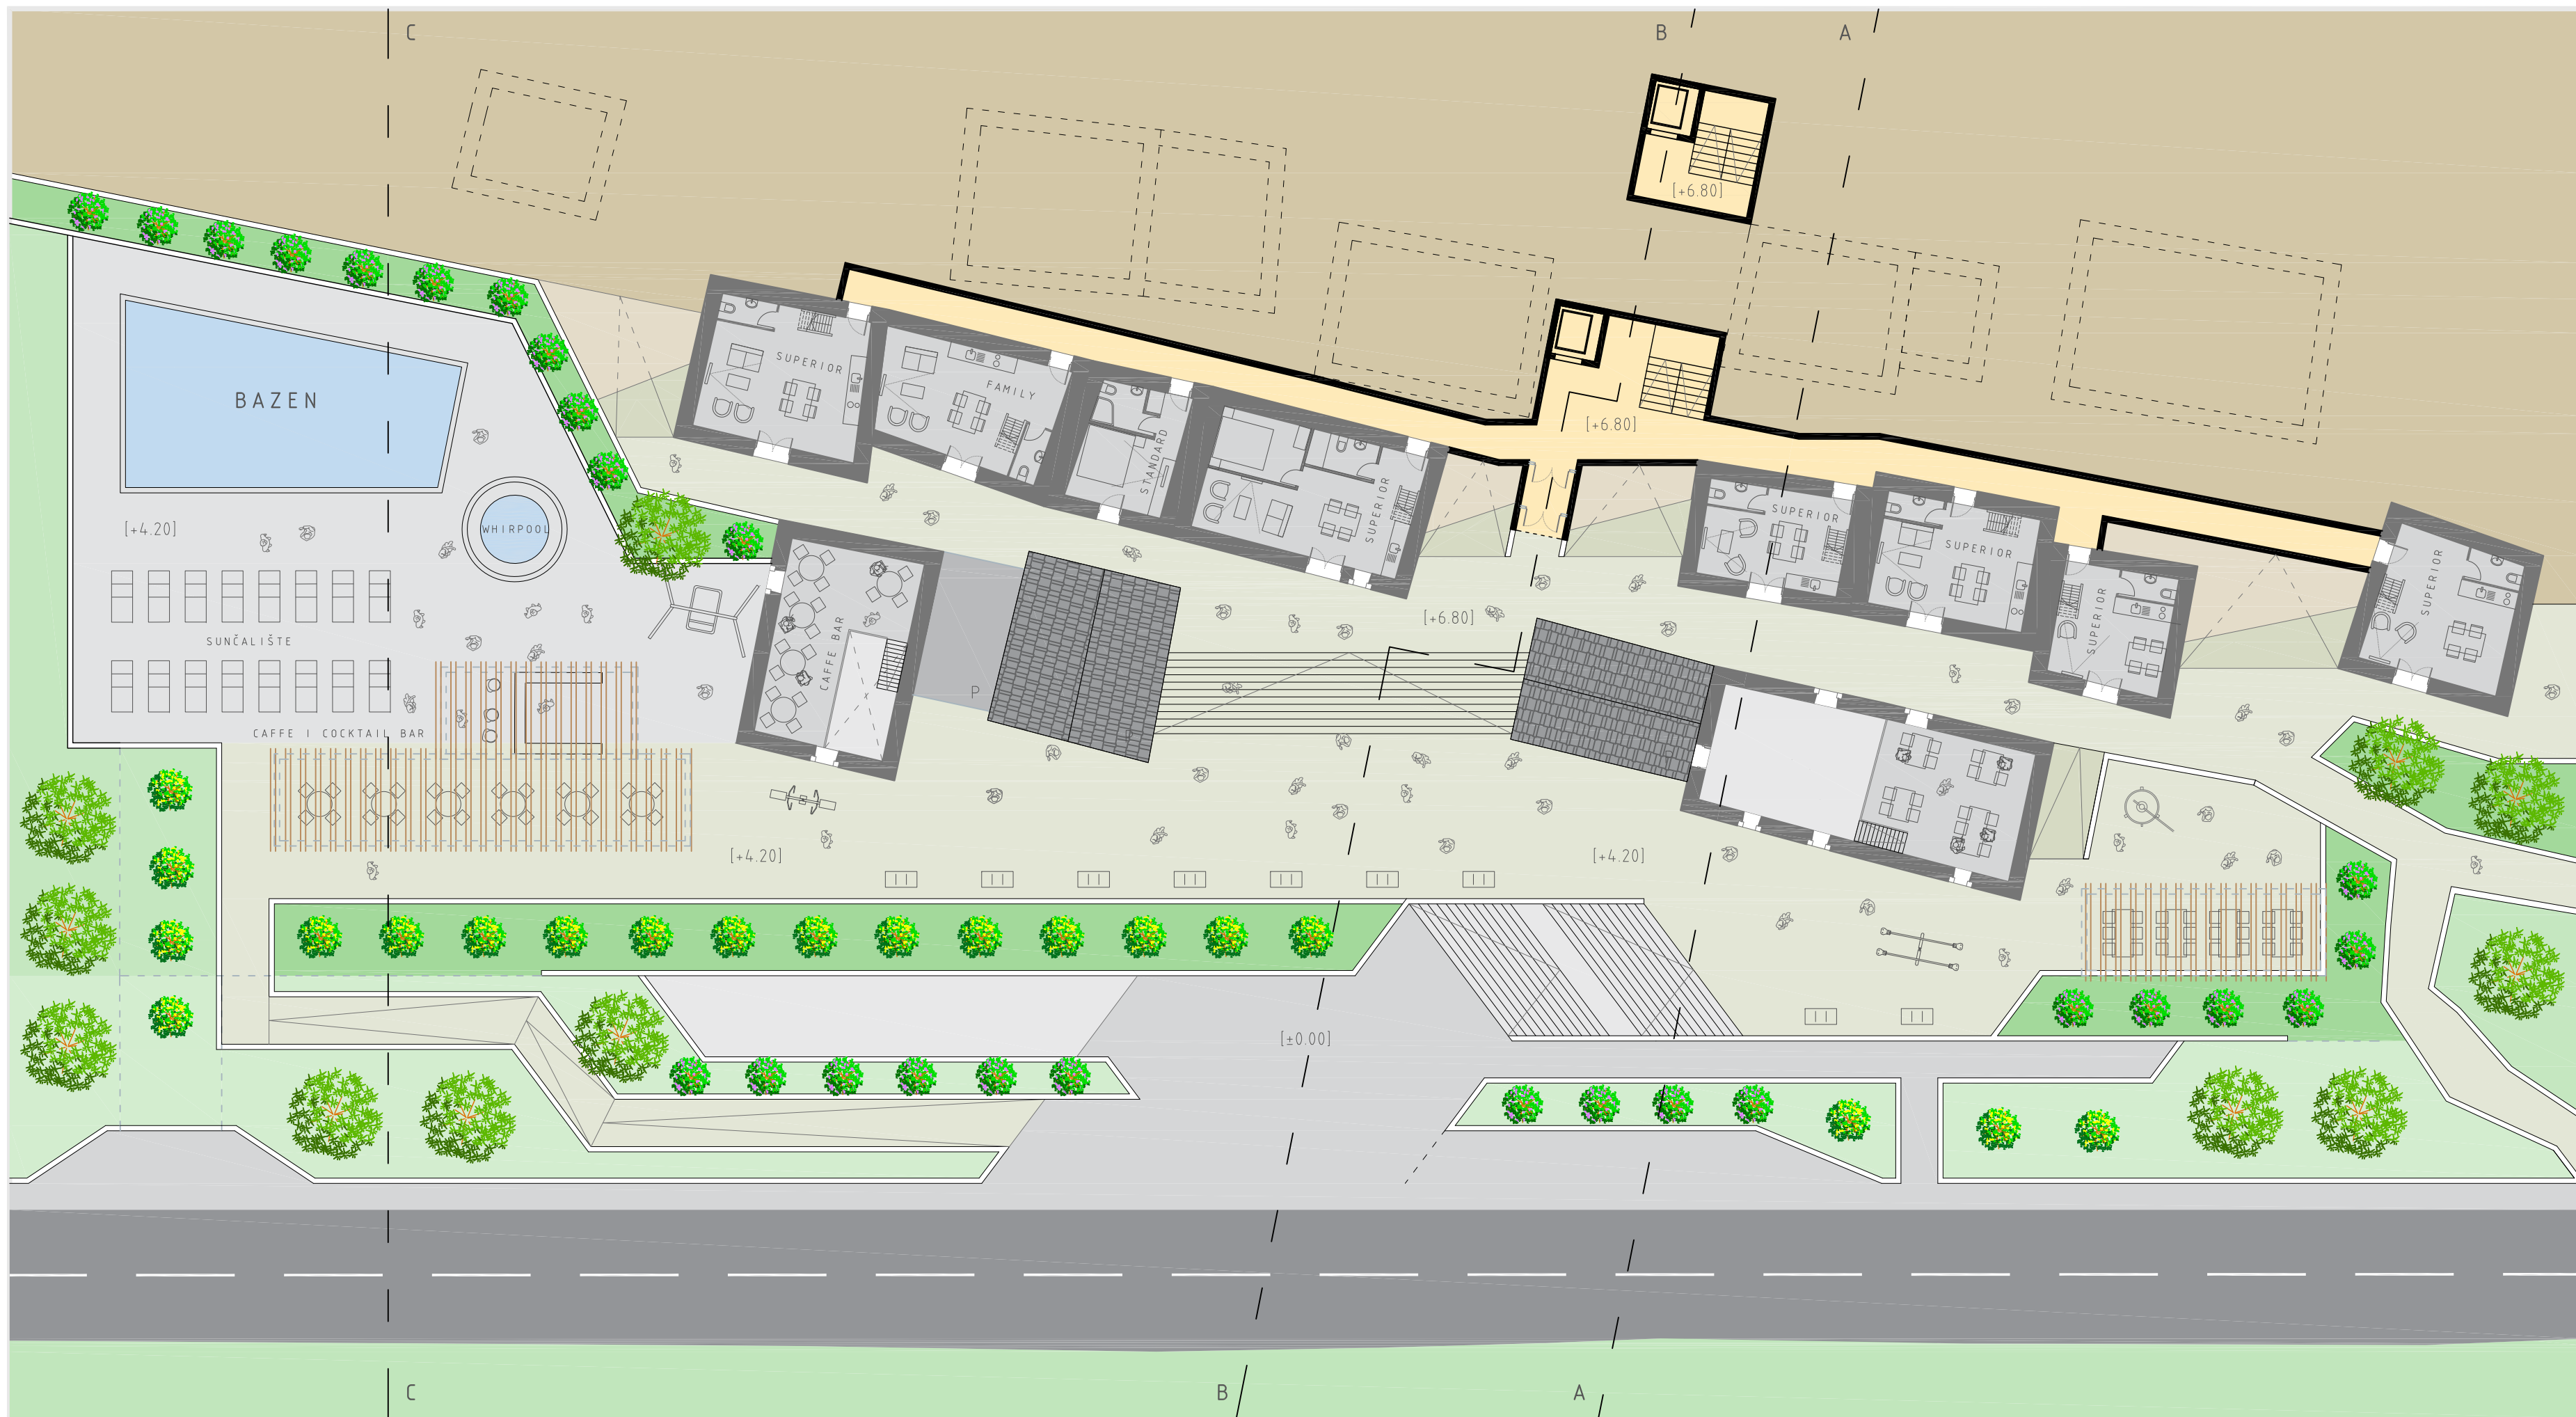 C
B
A
[+6.80]
SUPERIOR
FAMILY
BAZEN
[+6.80]
STANDARD
SUPERIOR
SUPERIOR
WHIRPOOL
[+4.20]
SUPERIOR
SUPERIOR
SUPERIOR
[+6.80]
SUNČALIŠTE
CAFFE BAR
P
CAFFE I COCKTAIL BAR
[+4.20]
[+4.20]
[±0.00]
C
B
A